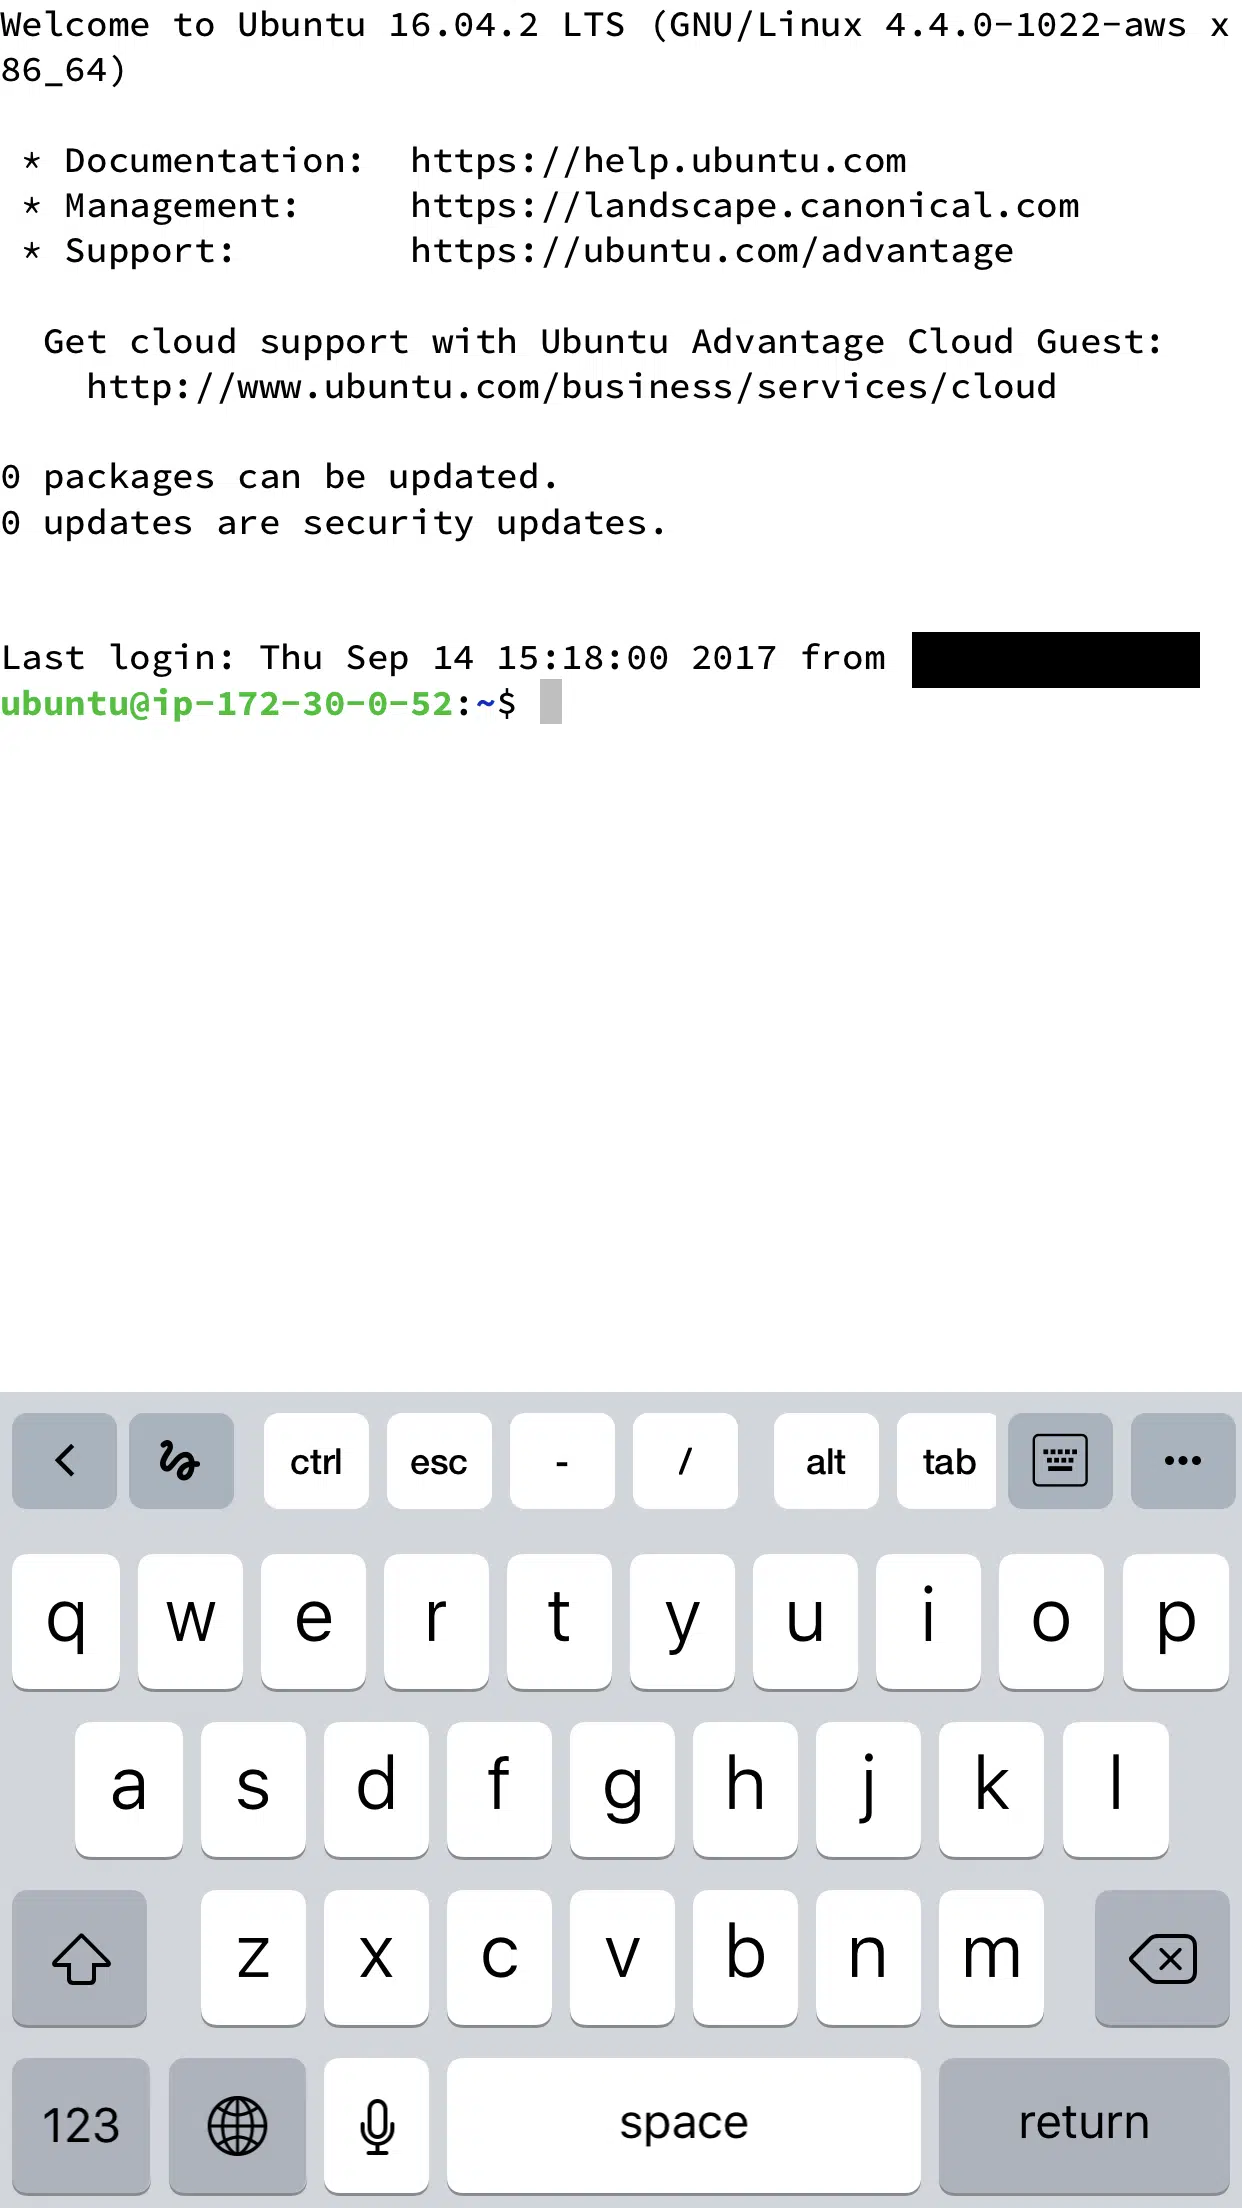 Welcome to Ubuntu 16.04.2 LTS (GNU/Linux 4.4.0-1022-aws x
86_64)
* Documentation:  https://help.ubuntu.com
* Management:     https://landscape.canonical.com
* Support:        https://ubuntu.com/advantage
Get cloud support with Ubuntu Advantage Cloud Guest:
http://www.ubuntu.com/business/services/cloud
0 packages can be updated.
0 updates are security updates.
Last login: Thu Sep 14 15:18:00 2017 from
ubuntu@ip-172-30-0-52:~$
ctrl esc - / alt tab •••
q w e r t y u i o p
a s d f g h j k l
z x c v b n m
123 space return